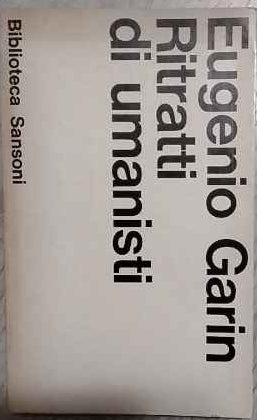 Eugenio Garin
Ritratti
di umanisti
Biblioteca Sansoni